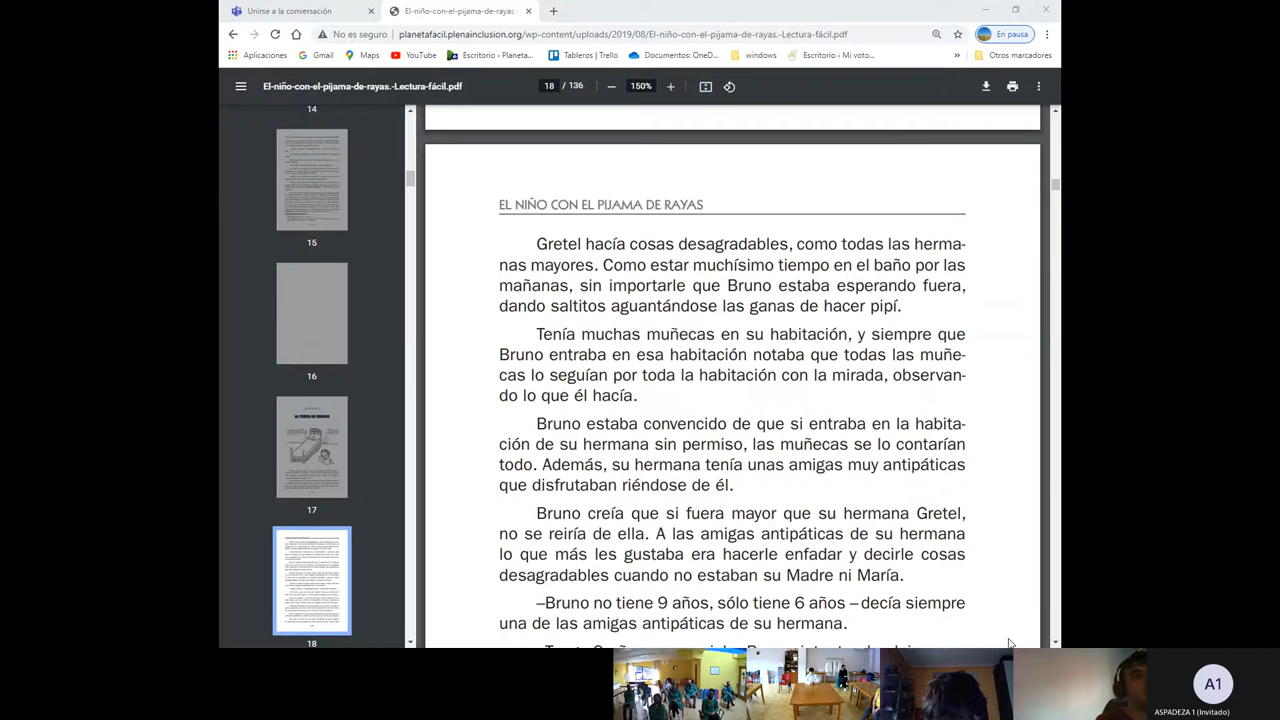 Unirse a la conversación
El-niño-con-el-pijama-de-rayas.-
No es seguro
planetafacil.plenainclusion.org/wp-content/uploads/2019/08/El-niño-con-el-pijama-de-rayas.-Lectura-fácil.pdf
En pausa
Aplicaciones
Gmail
Maps
YouTube
Escritorio < Planeta...
Tableros | Trello
Documentos: OneD...
windows
Escritorio ‹ Mi voto...
»
Otros marcadores
El-niño-con-el-pijama-de-rayas.-Lectura-fácil.pdf
18 / 136
150%
14
15
16
17
18
EL NIÑO CON EL PIJAMA DE RAYAS
Gretel hacía cosas desagradables, como todas las herma-
nas mayores. Como estar muchísimo tiempo en el baño por las
mañanas, sin importarle que Bruno estaba esperando fuera,
dando saltitos aguantándose las ganas de hacer pipí.
Tenía muchas muñecas en su habitación, y siempre que
Bruno entraba en esa habitación notaba que todas las muñe-
cas lo seguían por toda la habitación con la mirada, observan-
do lo que él hacía.
Bruno estaba convencido de que si entraba en la habita-
ción de su hermana sin permiso, las muñecas se lo contarían
todo. Además, su hermana tenía unas amigas muy antipáticas
que disfrutaban riéndose de él.
Bruno creía que si fuera mayor que su hermana Gretel,
no se reiría de ella. A las amigas antipáticas de su hermana
lo que más les gustaba era hacerle enfadar y decirle cosas
desagradables cuando no estaban ni Madre ni María.
–Bruno no tiene 9 años, solo tiene 6 años –decía siempre
una de las amigas antipáticas de su hermana.
A1
ASPADEZA 1 (Invitado)